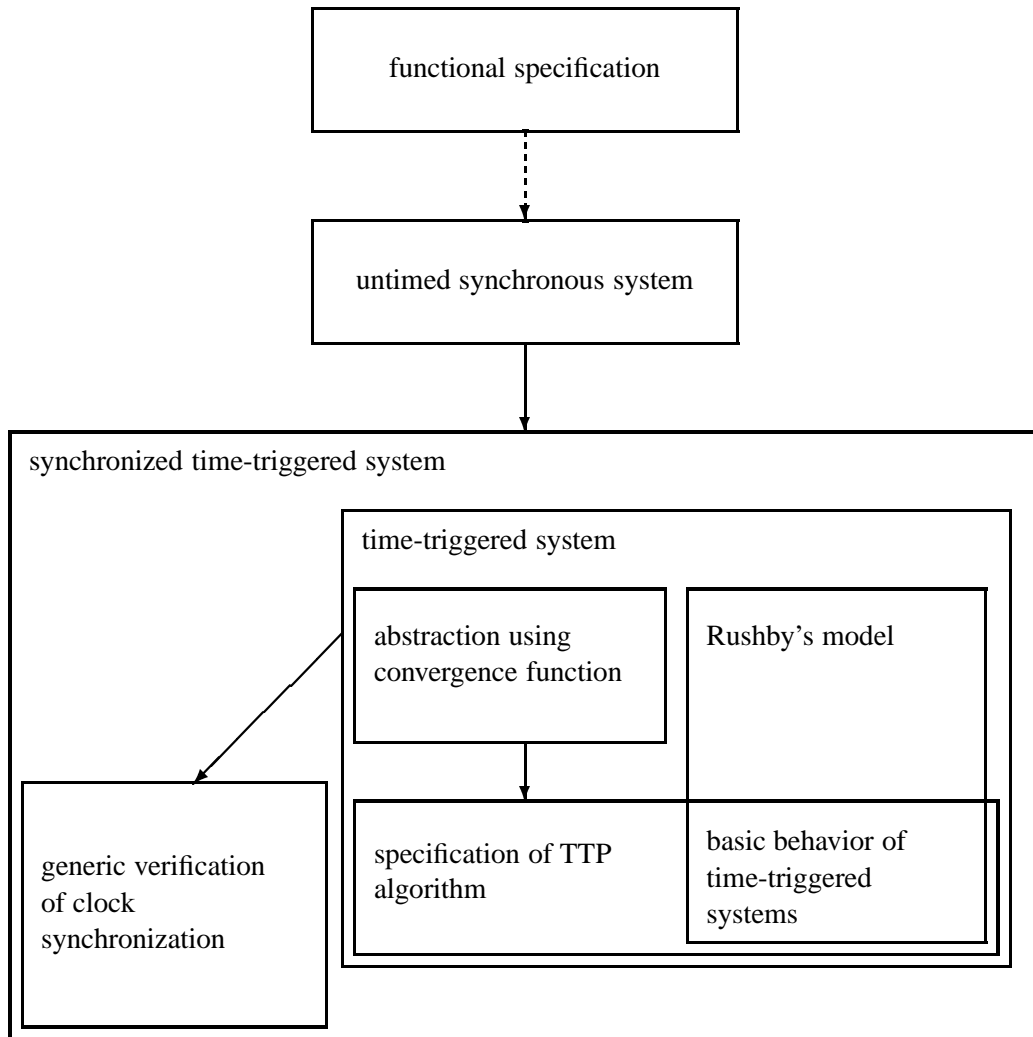 functional specification
untimed synchronous system
synchronized time-triggered system
time-triggered system
abstraction using
convergence function
Rushby’s model
specification of TTP
algorithm
basic behavior of
time-triggered
systems
generic verification
of clock
synchronization